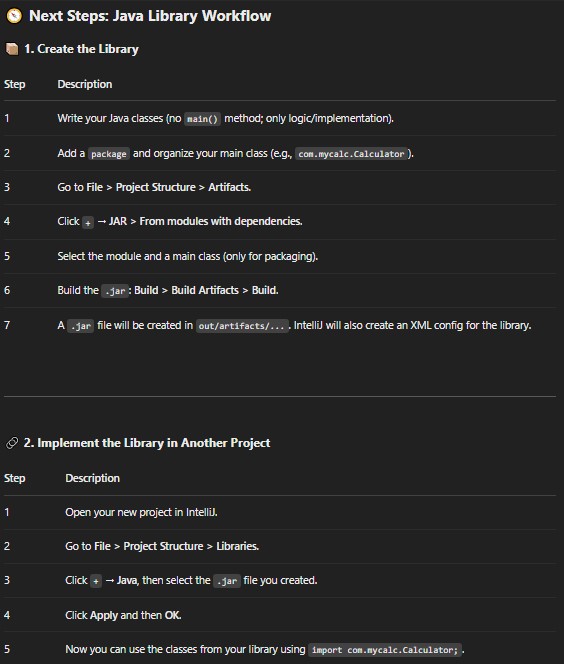 Next Steps: Java Library Workflow
1. Create the Library
Step Description
1 Write your Java classes (no main() method; only logic/implementation).
2 Add a package and organize your main class (e.g., com.mycalc.Calculator).
3 Go to File > Project Structure > Artifacts.
4 Click + → JAR > From modules with dependencies.
5 Select the module and a main class (only for packaging).
6 Build the .jar: Build > Build Artifacts > Build.
7 A .jar file will be created in out/artifacts/.... IntelliJ will also create an XML config for the library.
2. Implement the Library in Another Project
Step Description
1 Open your new project in IntelliJ.
2 Go to File > Project Structure > Libraries.
3 Click + → Java, then select the .jar file you created.
4 Click Apply and then OK.
5 Now you can use the classes from your library using import com.mycalc.Calculator;.